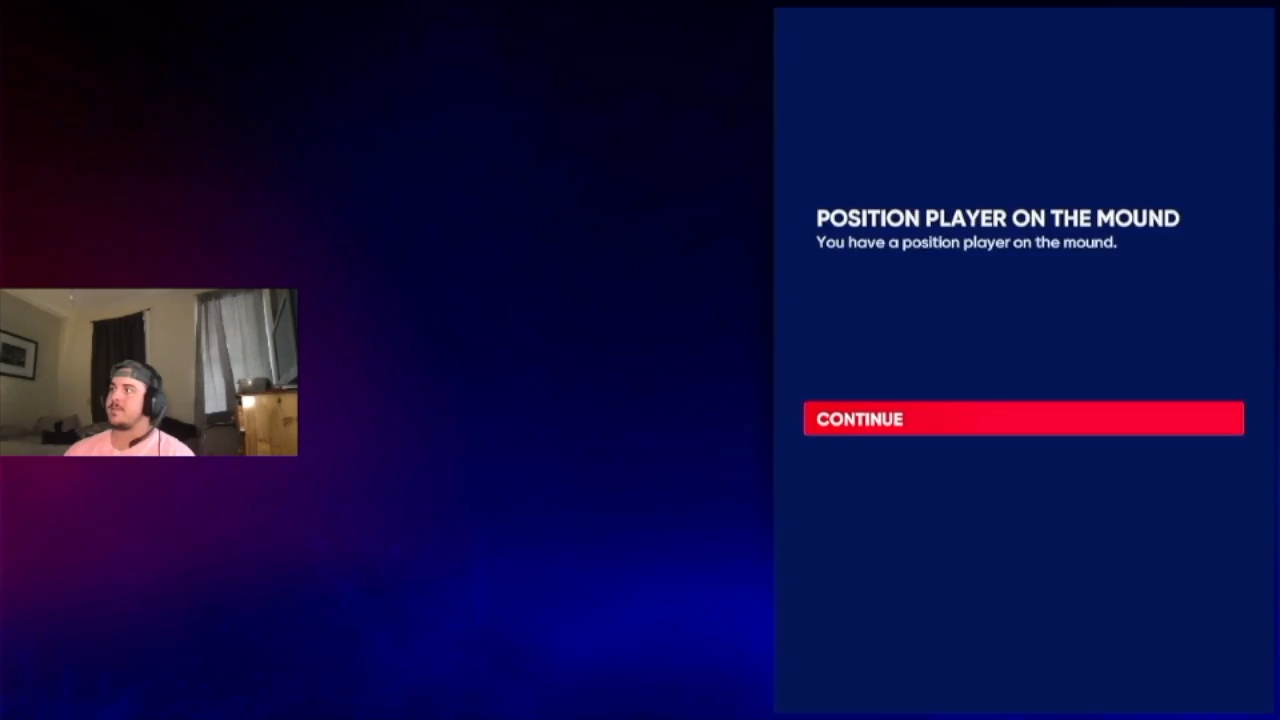 POSITION PLAYER ON THE MOUND
You have a position player on the mound.
CONTINUE